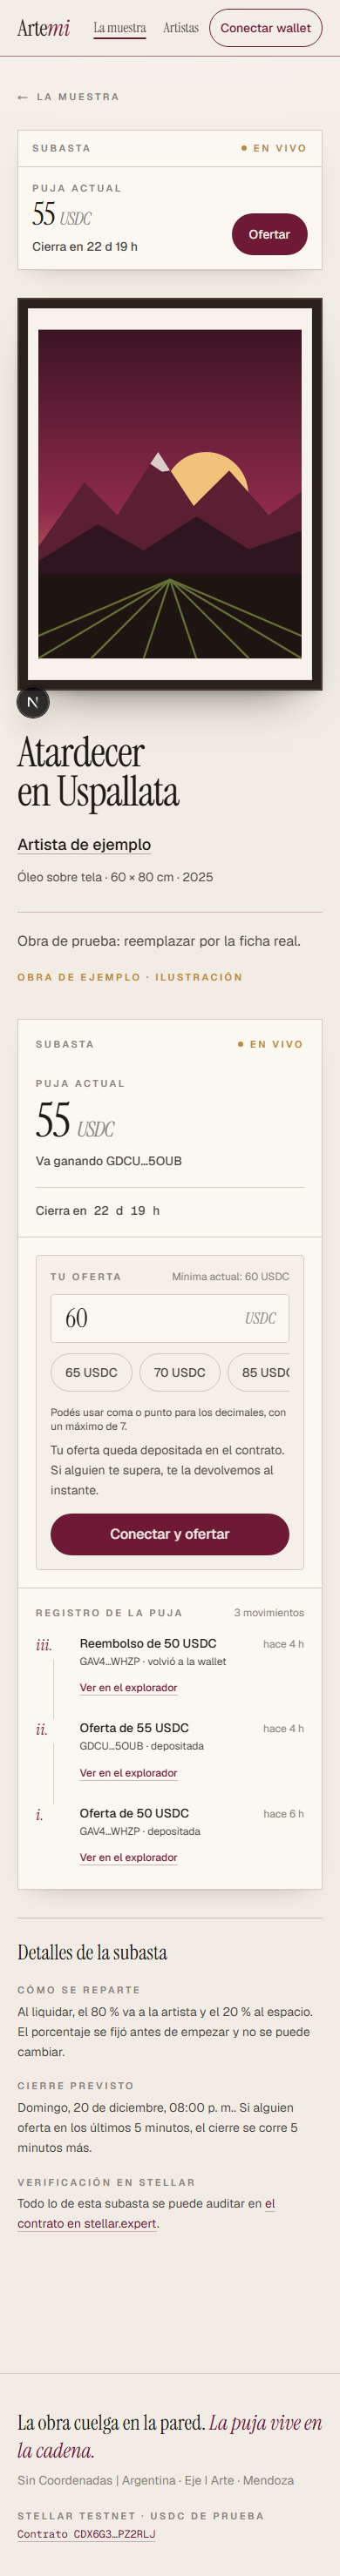 Artemi La muestra Artistas Conectar wallet
← LA MUESTRA
SUBASTA • EN VIVO
PUJA ACTUAL
55 USDC
Cierra en 22 d 19 h
Ofertar
N
Atardecer
en Uspallata
Artista de ejemplo
Óleo sobre tela · 60 × 80 cm · 2025
Obra de prueba: reemplazar por la ficha real.
OBRA DE EJEMPLO · ILUSTRACIÓN
SUBASTA • EN VIVO
PUJA ACTUAL
55 USDC
Va ganando GDCU…5OUB
Cierra en 22 d 19 h
TU OFERTA Mínima actual: 60 USDC
60 USDC
65 USDC 70 USDC 85 USDC
Podés usar coma o punto para los decimales, con
un máximo de 7.
Tu oferta queda depositada en el contrato.
Si alguien te supera, te la devolvemos al
instante.
Conectar y ofertar
REGISTRO DE LA PUJA 3 movimientos
iii. Reembolso de 50 USDC hace 4 h
GAV4…WHZP · volvió a la wallet
Ver en el explorador
ii. Oferta de 55 USDC hace 4 h
GDCU…5OUB · depositada
Ver en el explorador
i. Oferta de 50 USDC hace 6 h
GAV4…WHZP · depositada
Ver en el explorador
Detalles de la subasta
CÓMO SE REPARTE
Al liquidar, el 80 % va a la artista y el 20 % al espacio.
El porcentaje se fijó antes de empezar y no se puede
cambiar.
CIERRE PREVISTO
Domingo, 20 de diciembre, 08:00 p. m.. Si alguien
oferta en los últimos 5 minutos, el cierre se corre 5
minutos más.
VERIFICACIÓN EN STELLAR
Todo lo de esta subasta se puede auditar en el
contrato en stellar.expert.
La obra cuelga en la pared. La puja vive en
la cadena.
Sin Coordenadas | Argentina · Eje I Arte · Mendoza
STELLAR TESTNET · USDC DE PRUEBA
Contrato CDX6G3…PZ2RLJ